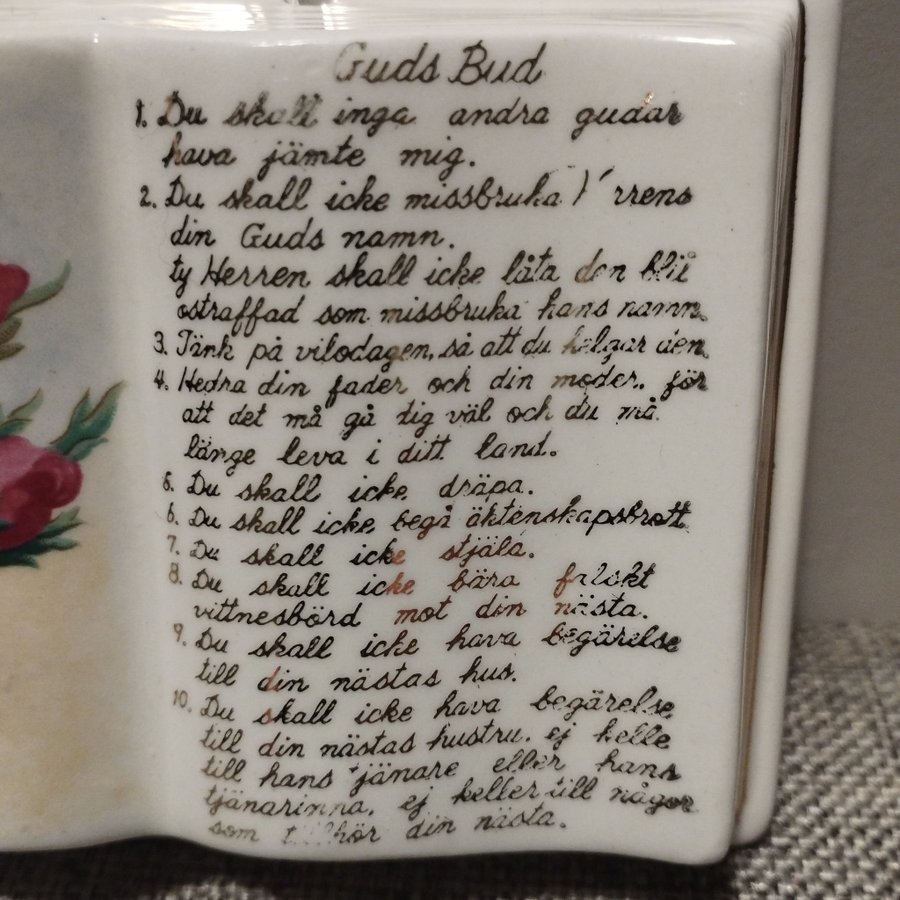 Guds Bud
1. Du skall inga andra gudar
hava jämte mig.
2. Du skall icke missbruka
din Guds namn.
ty Herren skall icke låta den bli
ostraffad som missbruka hans namn.
3. Tänk på vilodagen, så att du helgar den.
4. Hedra din fader och din moder. för
att det må gå dig väl och du må
länge leva i ditt land.
5. Du skall icke dräpa.
6. Du skall icke begå äktenskapsbrott
7. Du skall icke stjäla.
8. Du skall icke bära falskt
vittnesbörd mot din nästa.
9. Du skall icke hava begärelse
till din nästas hus.
10. Du skall icke hava begärelse
till din nästas hustru. ej helle
till hans tjänare eller hans
tjänarinna. ej heller till något
som tillhör din nästa.